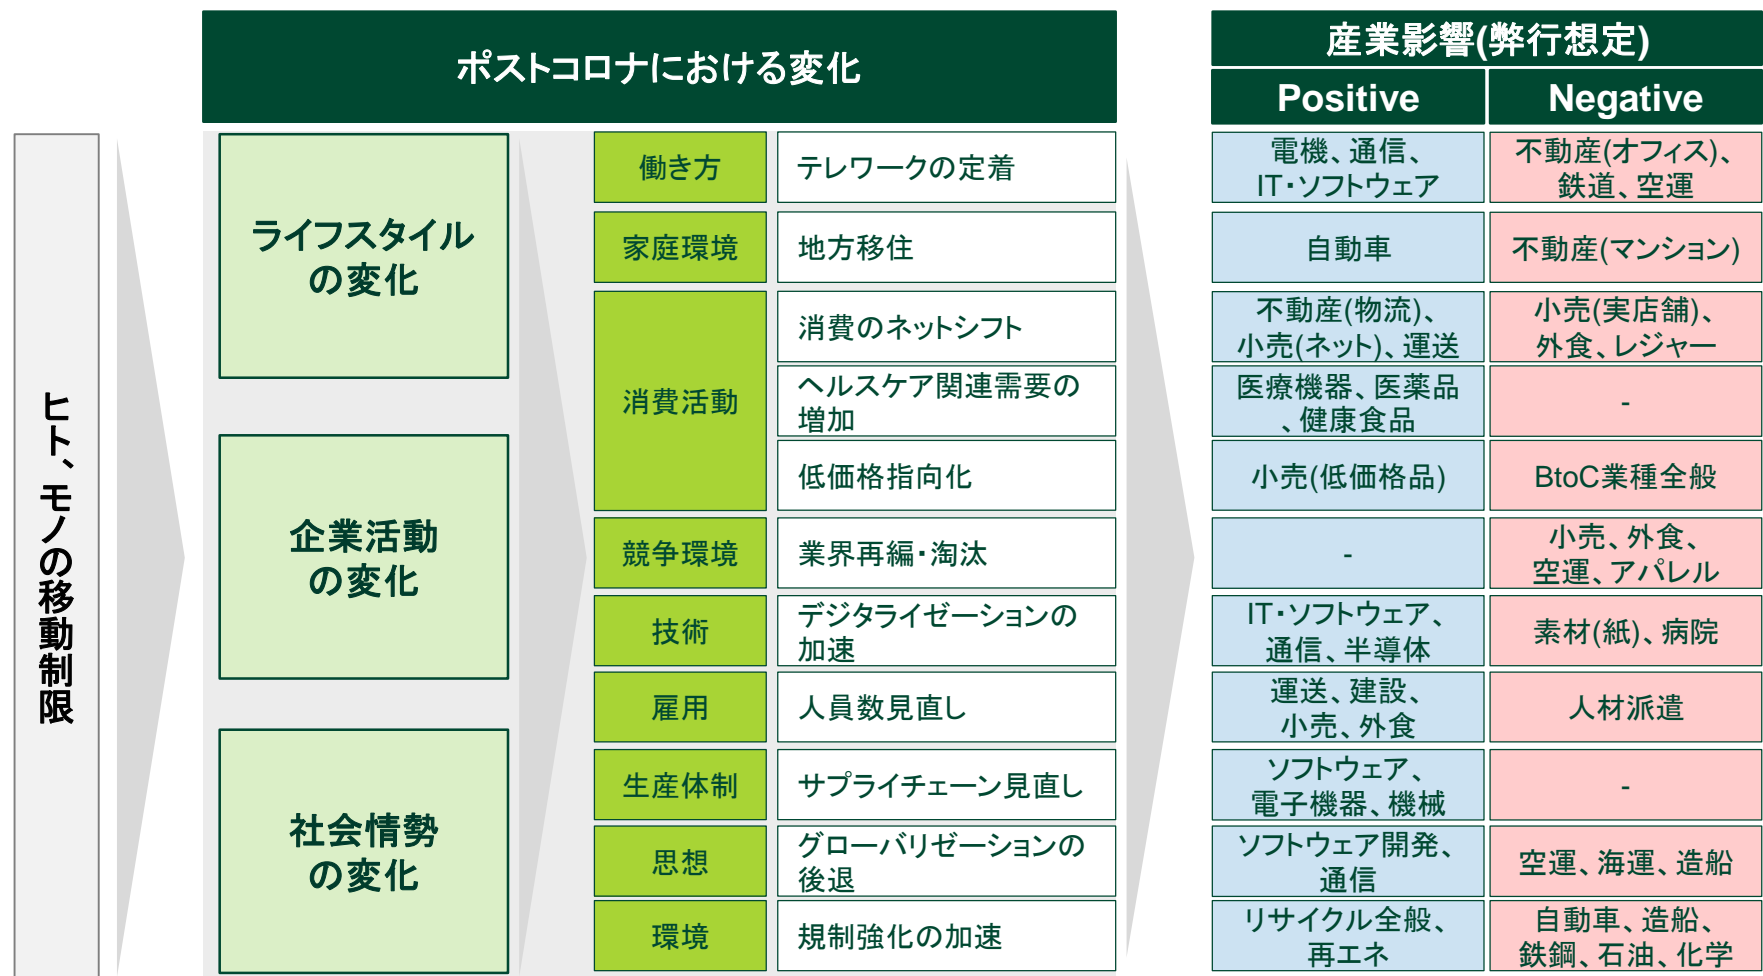 ポストコロナにおける変化
産業影響(弊行想定)
Positive
Negative
ヒト、モノの移動制限
ライフスタイル
の変化
企業活動
の変化
社会情勢
の変化
働き方
テレワークの定着
電機、通信、
IT・ソフトウェア
不動産(オフィス)、
鉄道、空運
家庭環境
地方移住
自動車
不動産(マンション)
消費活動
消費のネットシフト
不動産(物流)、
小売(ネット)、運送
小売(実店舗)、
外食、レジャー
ヘルスケア関連需要の
増加
医療機器、医薬品
、健康食品
-
低価格指向化
小売(低価格品)
BtoC業種全般
競争環境
業界再編・淘汰
-
小売、外食、
空運、アパレル
技術
デジタライゼーションの
加速
IT・ソフトウェア、
通信、半導体
素材(紙)、病院
雇用
人員数見直し
運送、建設、
小売、外食
人材派遣
生産体制
サプライチェーン見直し
ソフトウェア、
電子機器、機械
-
思想
グローバリゼーションの
後退
ソフトウェア開発、
通信
空運、海運、造船
環境
規制強化の加速
リサイクル全般、
再エネ
自動車、造船、
鉄鋼、石油、化学